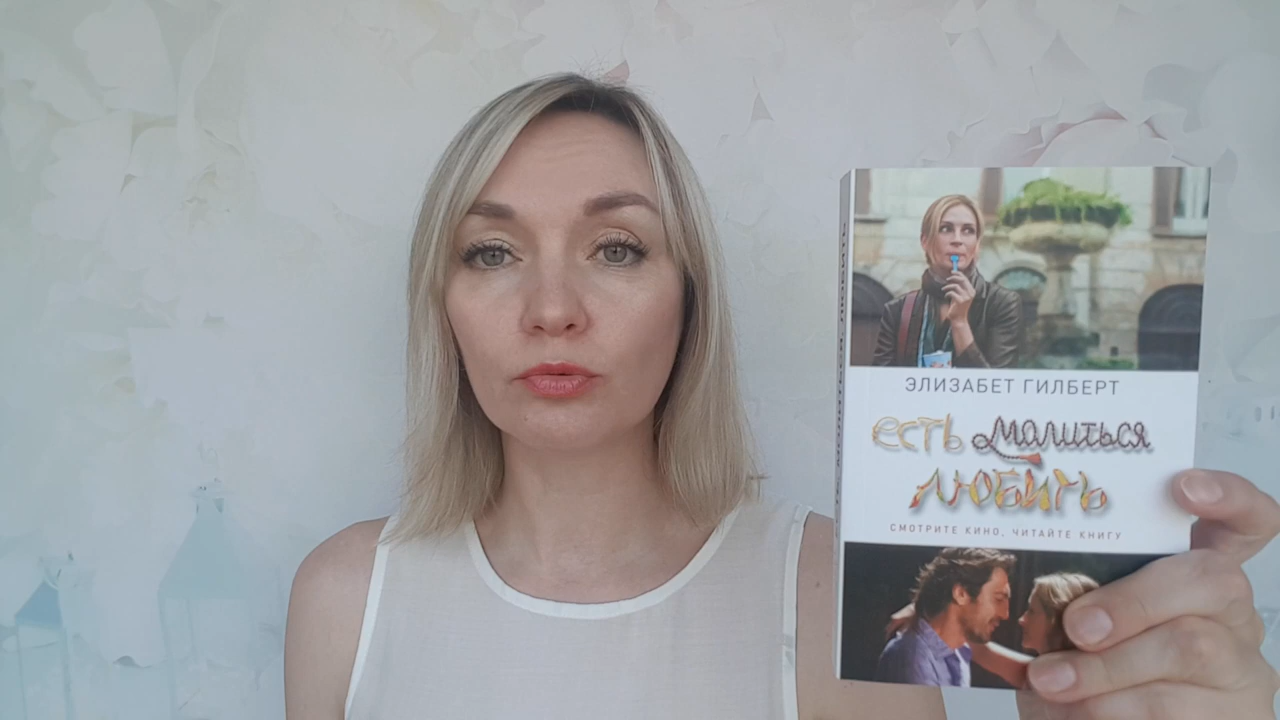 ЭЛИЗАБЕТ ГИЛБЕРТ
есть молиться
любить
СМОТРИТЕ КИНО, ЧИТАЙТЕ КНИГУ